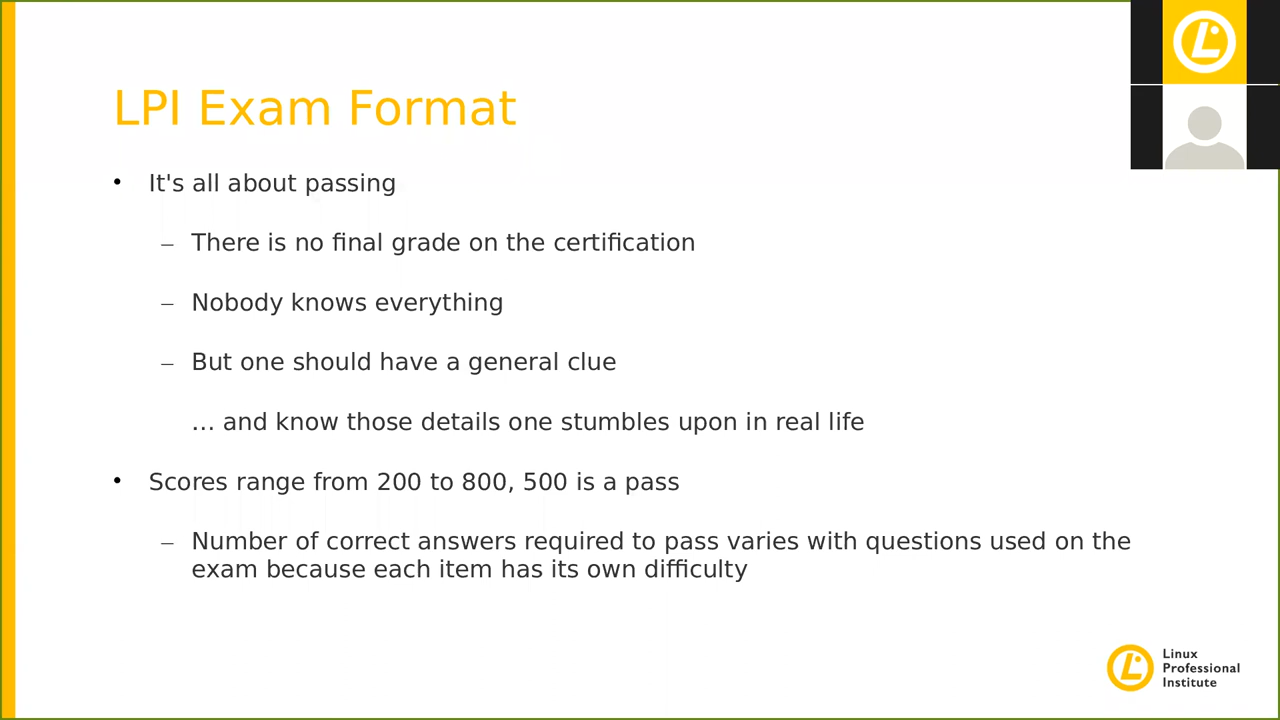 LPI Exam Format
• It's all about passing
– There is no final grade on the certification
– Nobody knows everything
– But one should have a general clue
... and know those details one stumbles upon in real life
• Scores range from 200 to 800, 500 is a pass
– Number of correct answers required to pass varies with questions used on the
exam because each item has its own difficulty
Linux
Professional
Institute